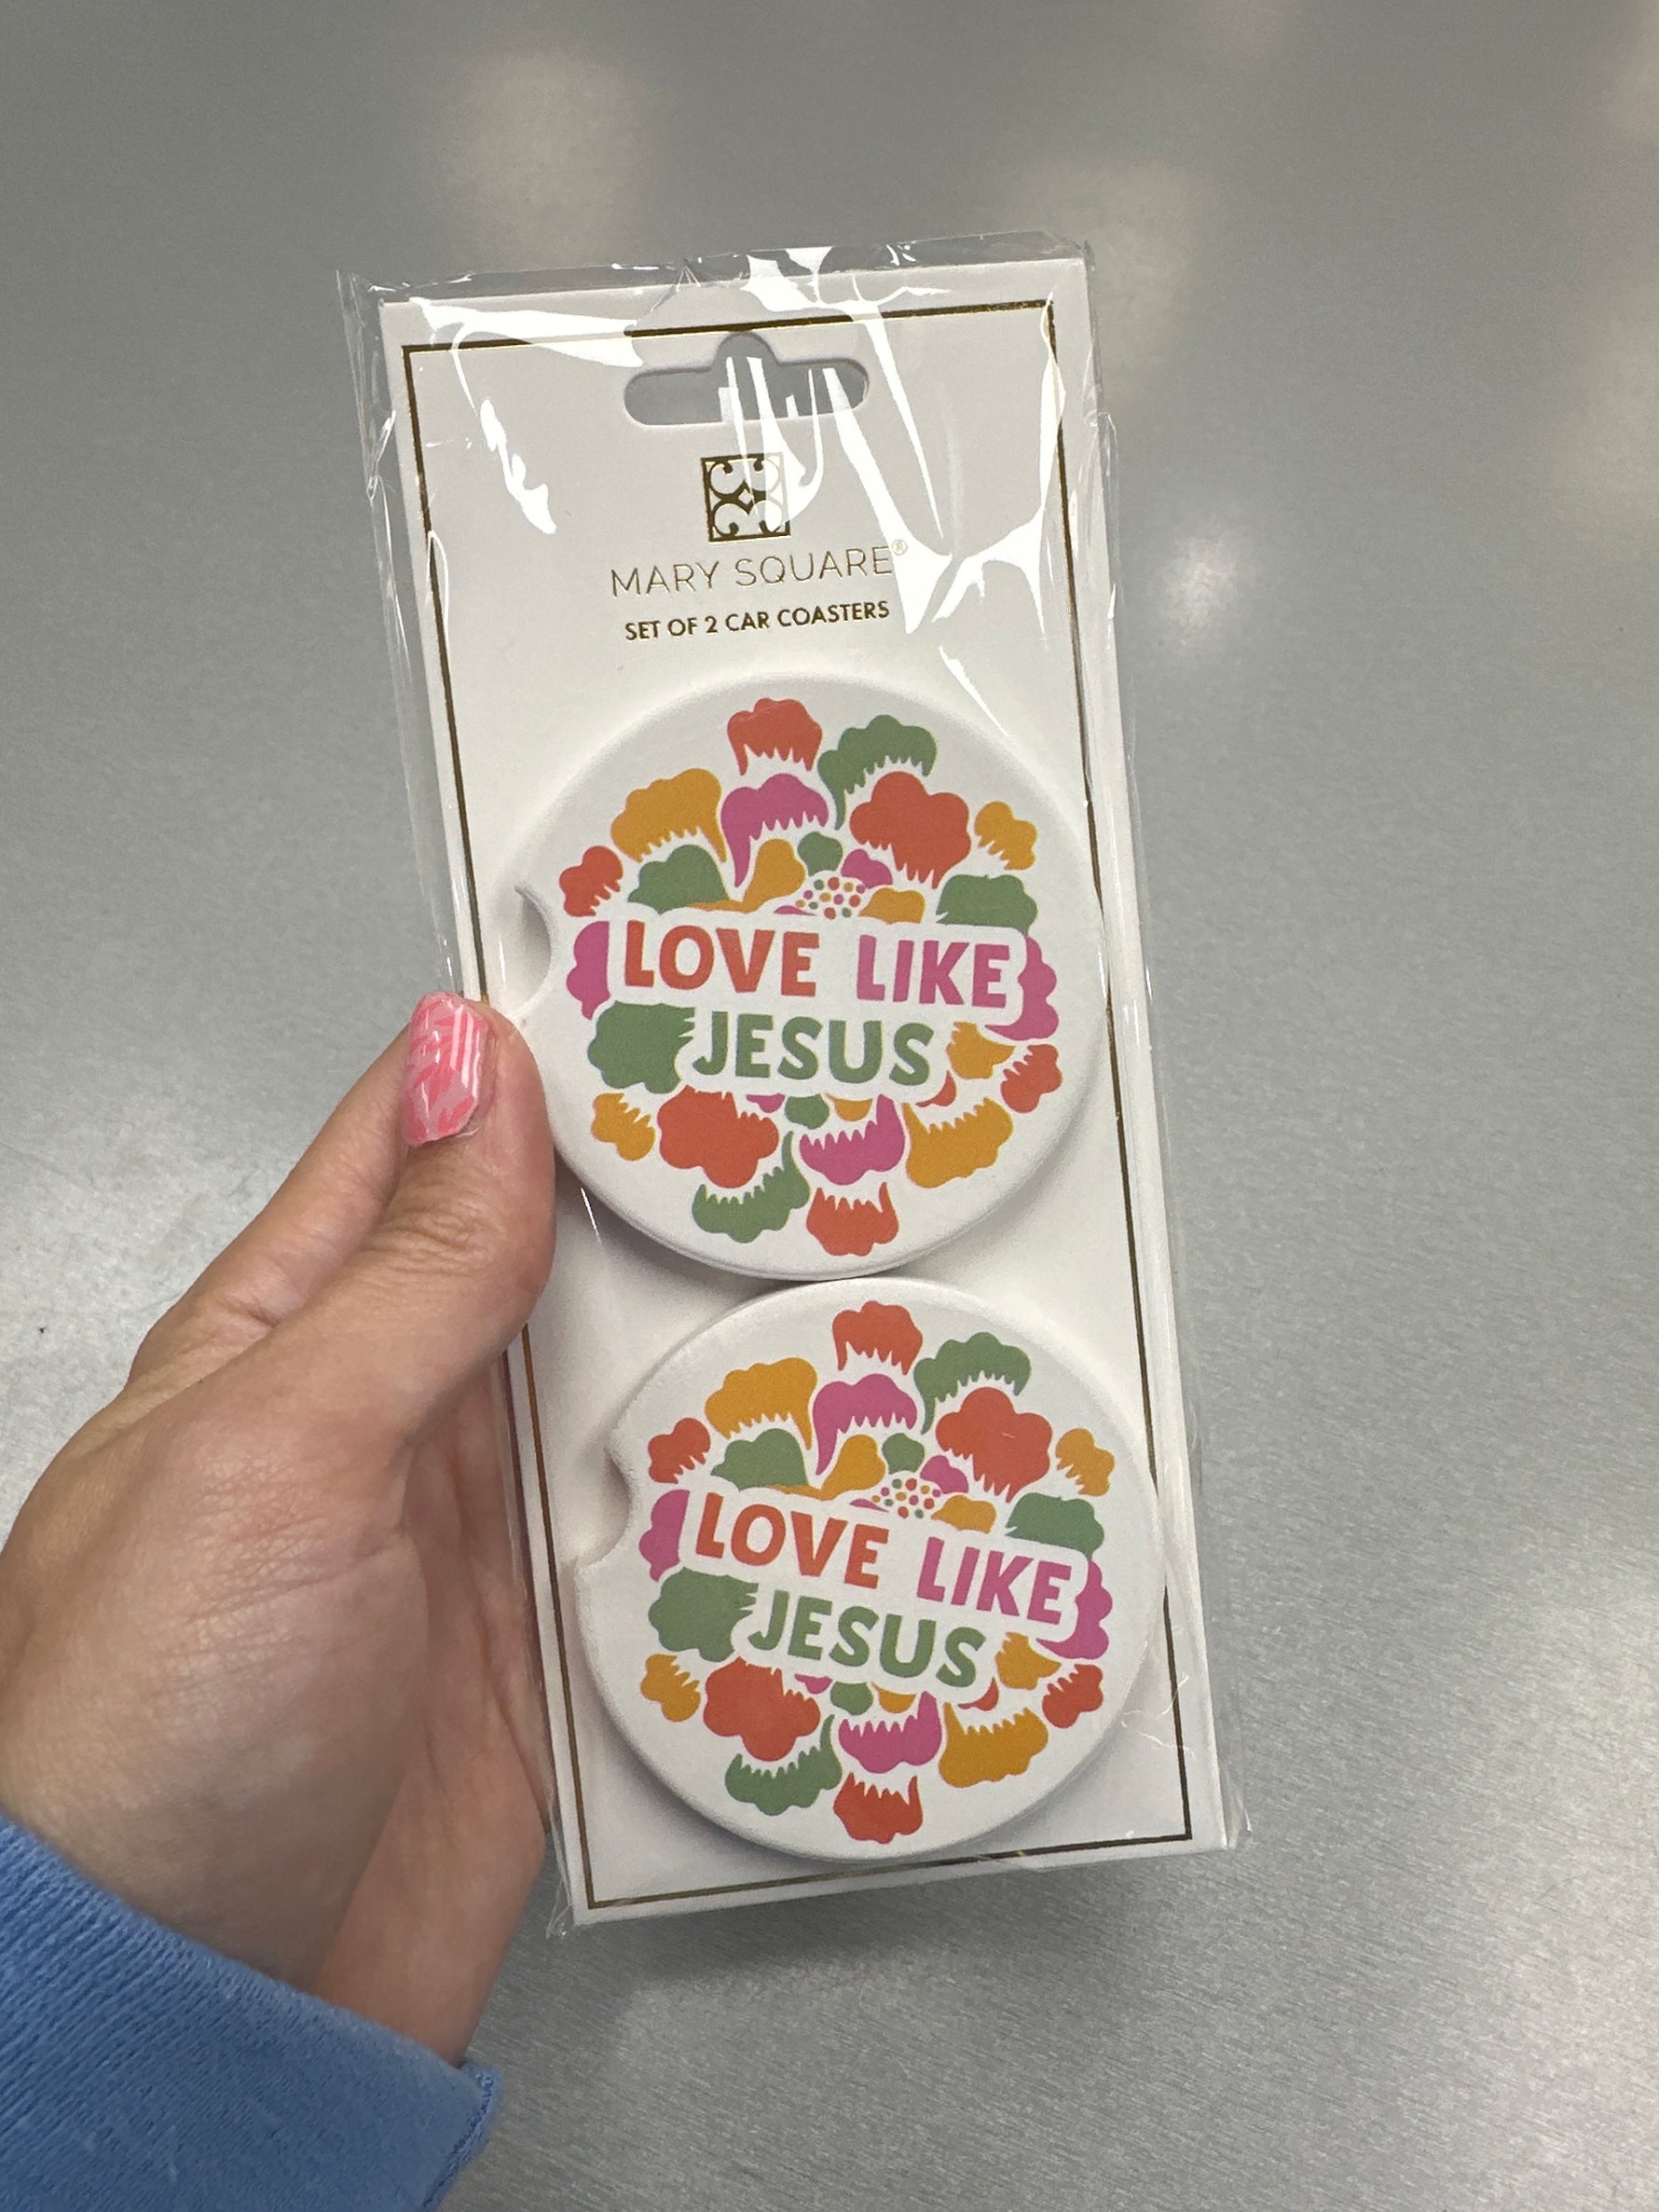 MARY SQUARE®
SET OF 2 CAR COASTERS
LOVE LIKE
JESUS
LOVE LIKE
JESUS